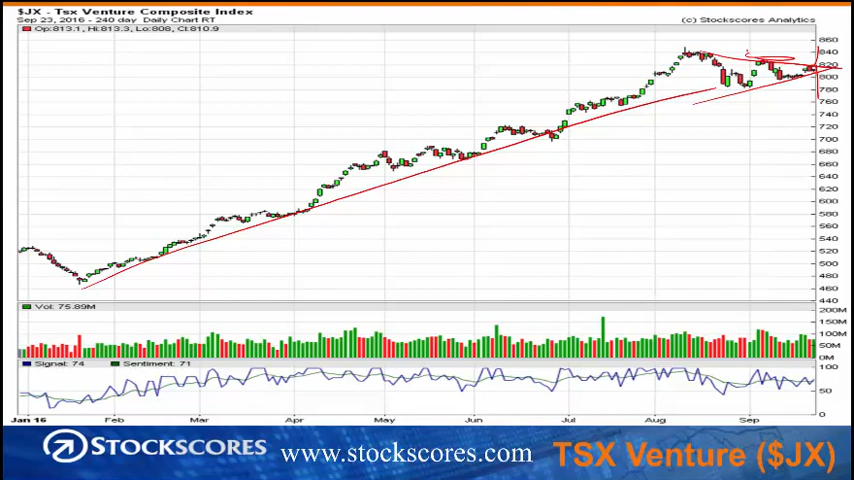 $JX - Tsx Venture Composite Index
Sep 23, 2016 - 240 day Daily Chart RT
(c) Stockscores Analytics
Op:813.1, Hi:813.3, Lo:808, Cl:810.9
860
840
820
800
780
760
740
720
700
680
660
640
620
600
580
560
540
520
500
480
460
440
Vol: 75.89M
200M
150M
100M
50M
0M
Signal: 74 Sentiment: 71
100
50
0
Jan 16 Feb Mar Apr May Jun Jul Aug Sep
STOCKSCORES www.stockscores.com TSX Venture ($JX)